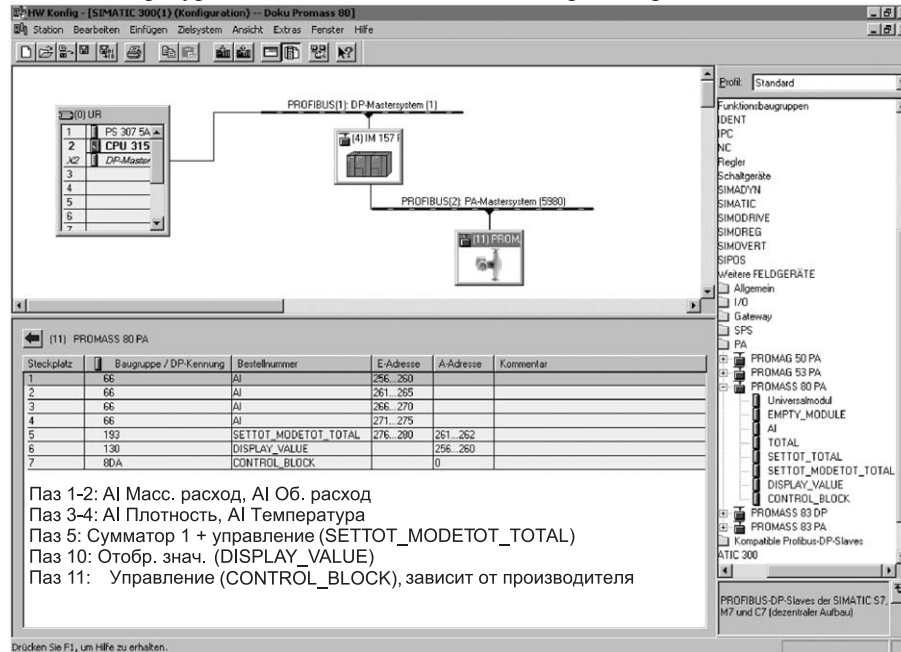 HW Konfig - [SIMATIC 300(1) (Konfiguration) -- Doku Promass 80]
Station Bearbeiten Einfügen Zielsystem Ansicht Extras Fenster Hilfe
(0) UR
1 PS 307 5A
2 CPU 315
X2 DP-Master
3
4
5
6
7
PROFIBUS(1): DP-Mastersystem (1)
(4) IM 157
PROFIBUS(2): PA-Mastersystem (5980)
(11) PROM
Profil: Standard
Funktionsbaugruppen
IDENT
IPC
NC
Regler
Schaltgeräte
SIMADYN
SIMATIC
SIMODRIVE
SIMOREG
SIMOVERT
SIPOS
Weitere FELDGERÄTE
Allgemein
I/O
Gateway
SPS
PA
PROMAG 50 PA
PROMAG 53 PA
PROMASS 80 PA
Universalmodul
EMPTY_MODULE
AI
TOTAL
SETTOT_TOTAL
SETTOT_MODETOT_TOTAL
DISPLAY_VALUE
CONTROL_BLOCK
PROMASS 83 DP
PROMASS 83 PA
Kompatible Profibus-DP-Slaves
ATIC 300
PROFIBUS-DP-Slaves der SIMATIC S7,
M7 und C7 (dezentraler Aufbau)
(11) PROMASS 80 PA
Steckplatz Baugruppe / DP-Kennung Bestellnummer E-Adresse A-Adresse Kommentar
1 66 AI 256...260
2 66 AI 261...265
3 66 AI 266...270
4 66 AI 271...275
5 193 SETTOT_MODETOT_TOTAL 276...280 261...262
6 130 DISPLAY_VALUE 256...260
7 8DA CONTROL_BLOCK 0
Паз 1-2: AI Масс. расход, AI Об. расход
Паз 3-4: AI Плотность, AI Температура
Паз 5: Сумматор 1 + управление (SETTOT_MODETOT_TOTAL)
Паз 10: Отобр. знач. (DISPLAY_VALUE)
Паз 11: Управление (CONTROL_BLOCK), зависит от производителя
Drücken Sie F1, um Hilfe zu erhalten.